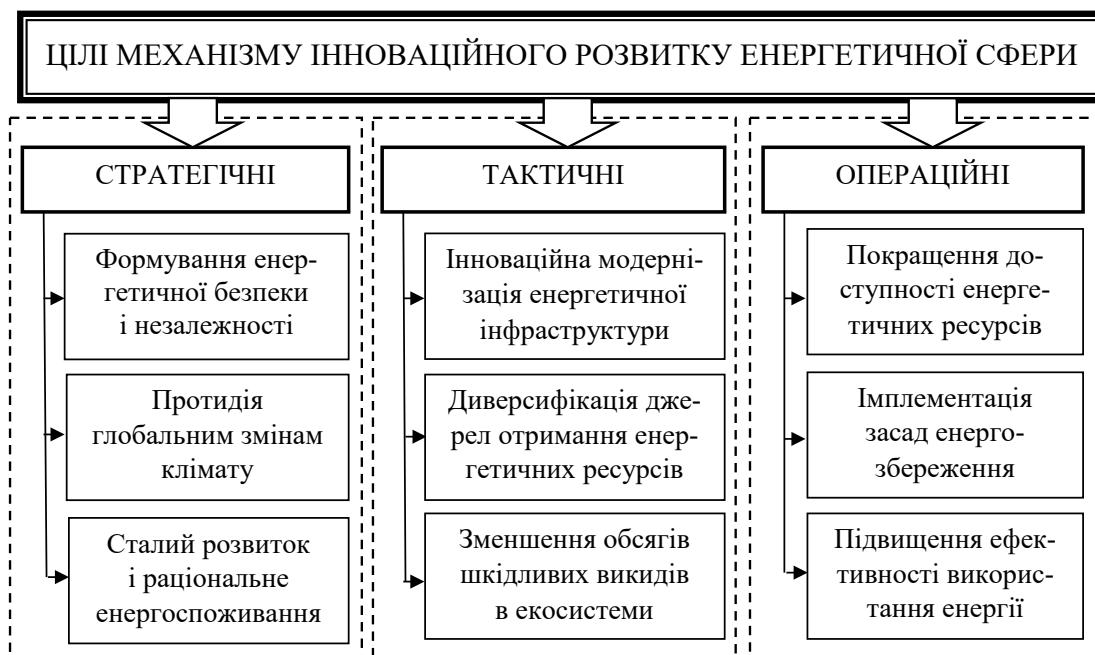 ЦІЛІ МЕХАНІЗМУ ІННОВАЦІЙНОГО РОЗВИТКУ ЕНЕРГЕТИЧНОЇ СФЕРИ
СТРАТЕГІЧНІ
Формування енер-
гетичної безпеки
і незалежності
Протидія
глобальним змінам
клімату
Сталий розвиток
і раціональне
енергоспоживання
ТАКТИЧНІ
Інноваційна модерні-
зація енергетичної
інфраструктури
Диверсифікація дже-
рел отримання енер-
гетичних ресурсів
Зменшення обсягів
шкідливих викидів
в екосистеми
ОПЕРАЦІЙНІ
Покращення до-
ступності енерге-
тичних ресурсів
Імплементація
засад енерго-
збереження
Підвищення ефек-
тивності викорис-
тання енергії